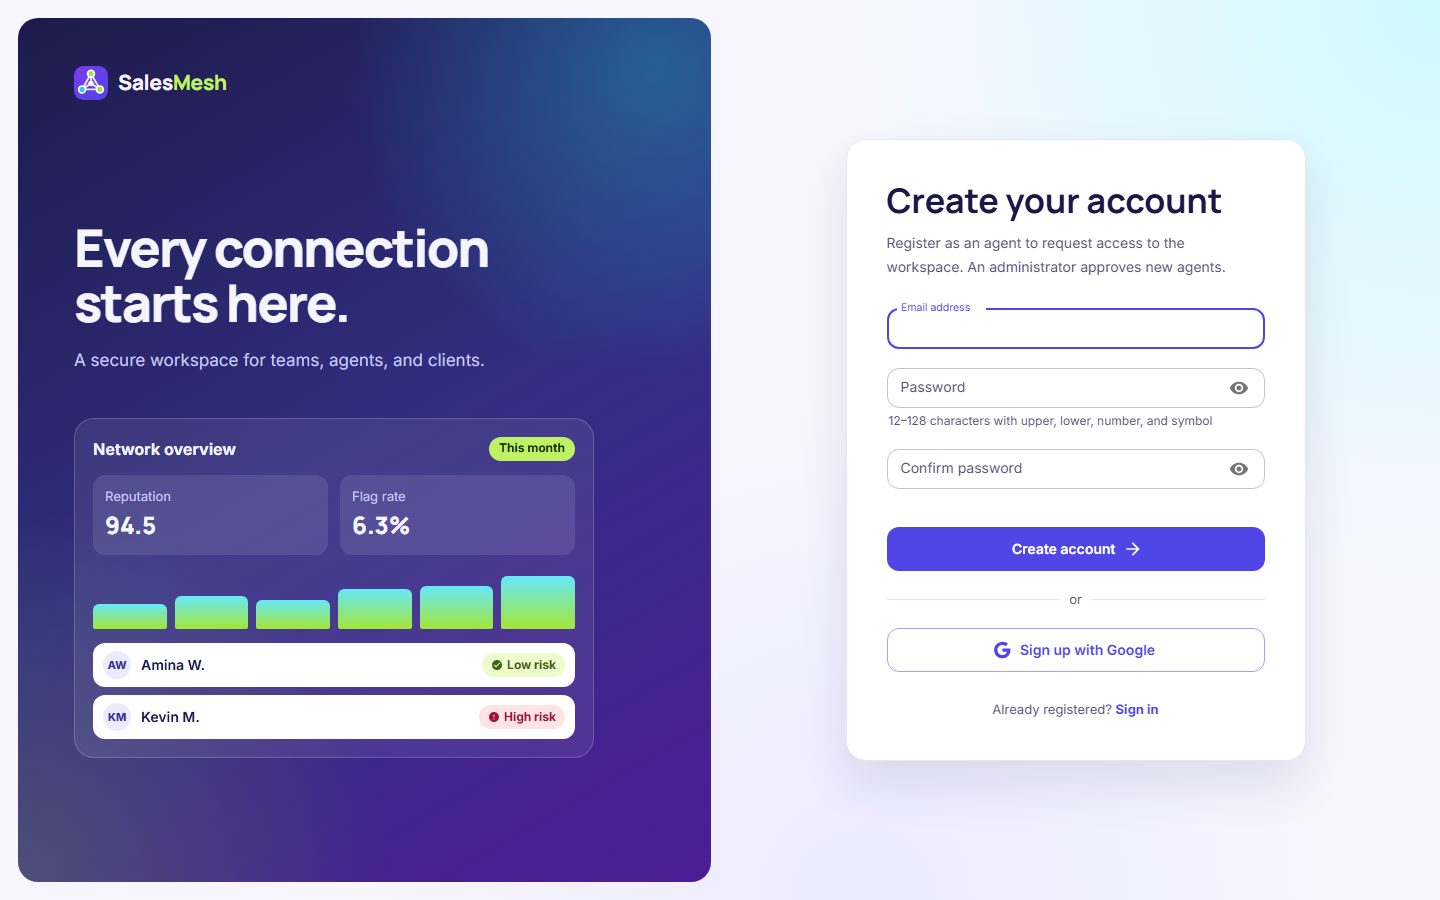 SalesMesh
Every connection
starts here.
A secure workspace for teams, agents, and clients.
Network overview
This month
Reputation
94.5
Flag rate
6.3%
AW
Amina W.
Low risk
KM
Kevin M.
High risk
Create your account
Register as an agent to request access to the
workspace. An administrator approves new agents.
Email address
Password
12–128 characters with upper, lower, number, and symbol
Confirm password
Create account
or
Sign up with Google
Already registered? Sign in